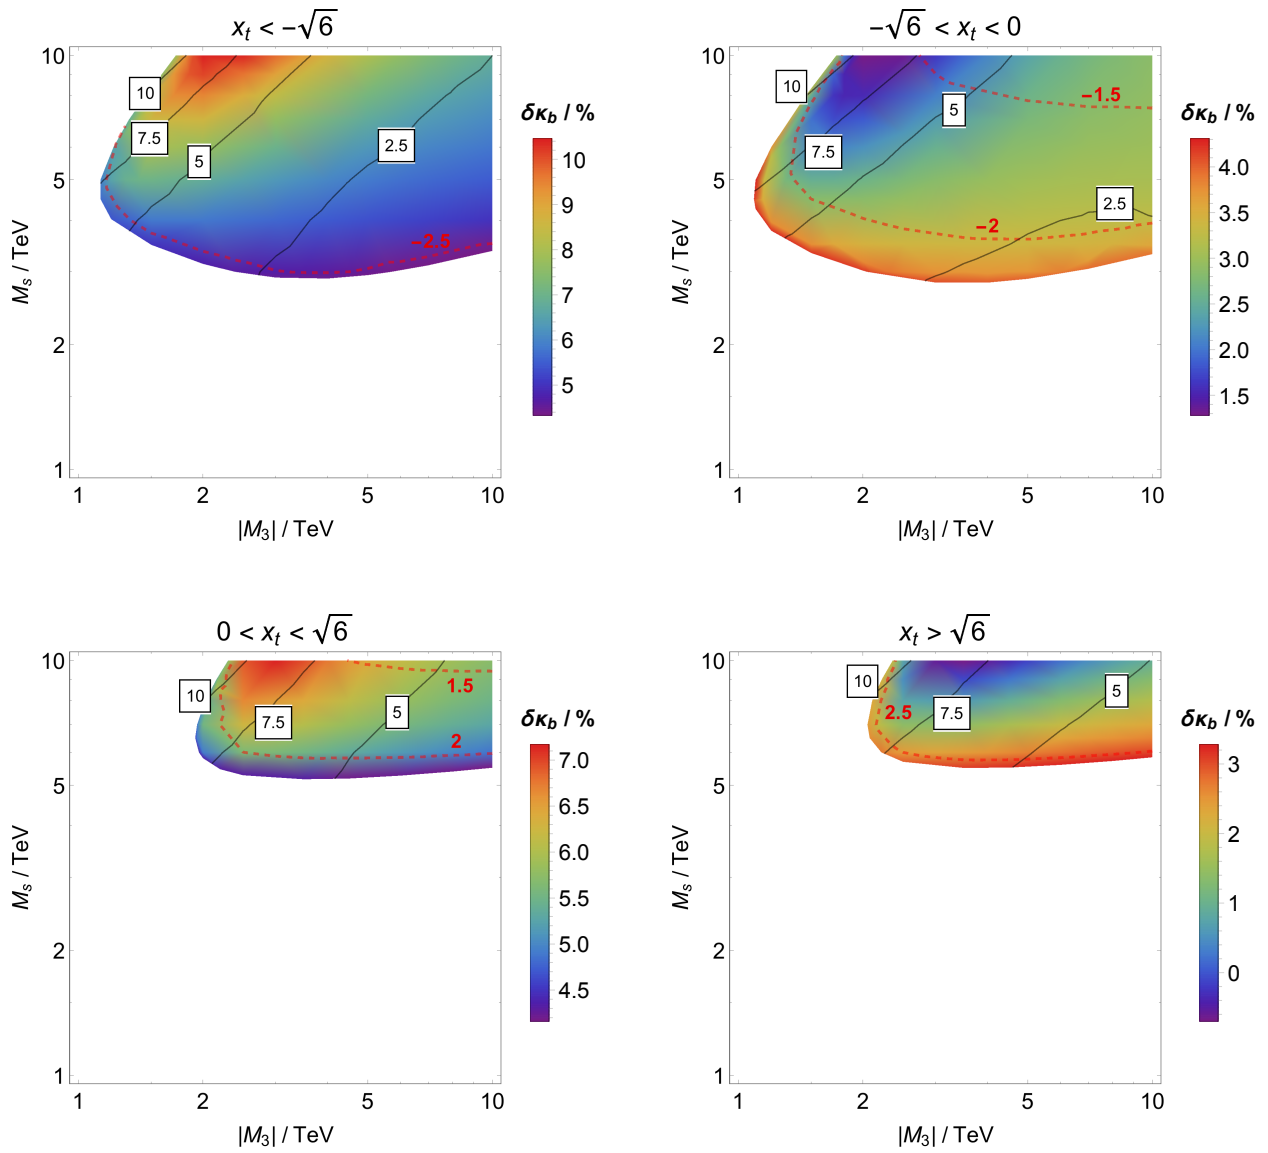 x_t < −√6
10
5
2
1
M_s / TeV
10
7.5
5
2.5
−2.5
1 2 5 10
|M_3| / TeV
δκ_b / %
10
9
8
7
6
5
−√6 < x_t < 0
10
5
2
1
M_s / TeV
10
7.5
5
2.5
−1.5
−2
1 2 5 10
|M_3| / TeV
δκ_b / %
4.0
3.5
3.0
2.5
2.0
1.5
0 < x_t < √6
10
5
2
1
M_s / TeV
10
7.5
5
1.5
2
1 2 5 10
|M_3| / TeV
δκ_b / %
7.0
6.5
6.0
5.5
5.0
4.5
x_t > √6
10
5
2
1
M_s / TeV
10
2.5
7.5
5
1 2 5 10
|M_3| / TeV
δκ_b / %
3
2
1
0